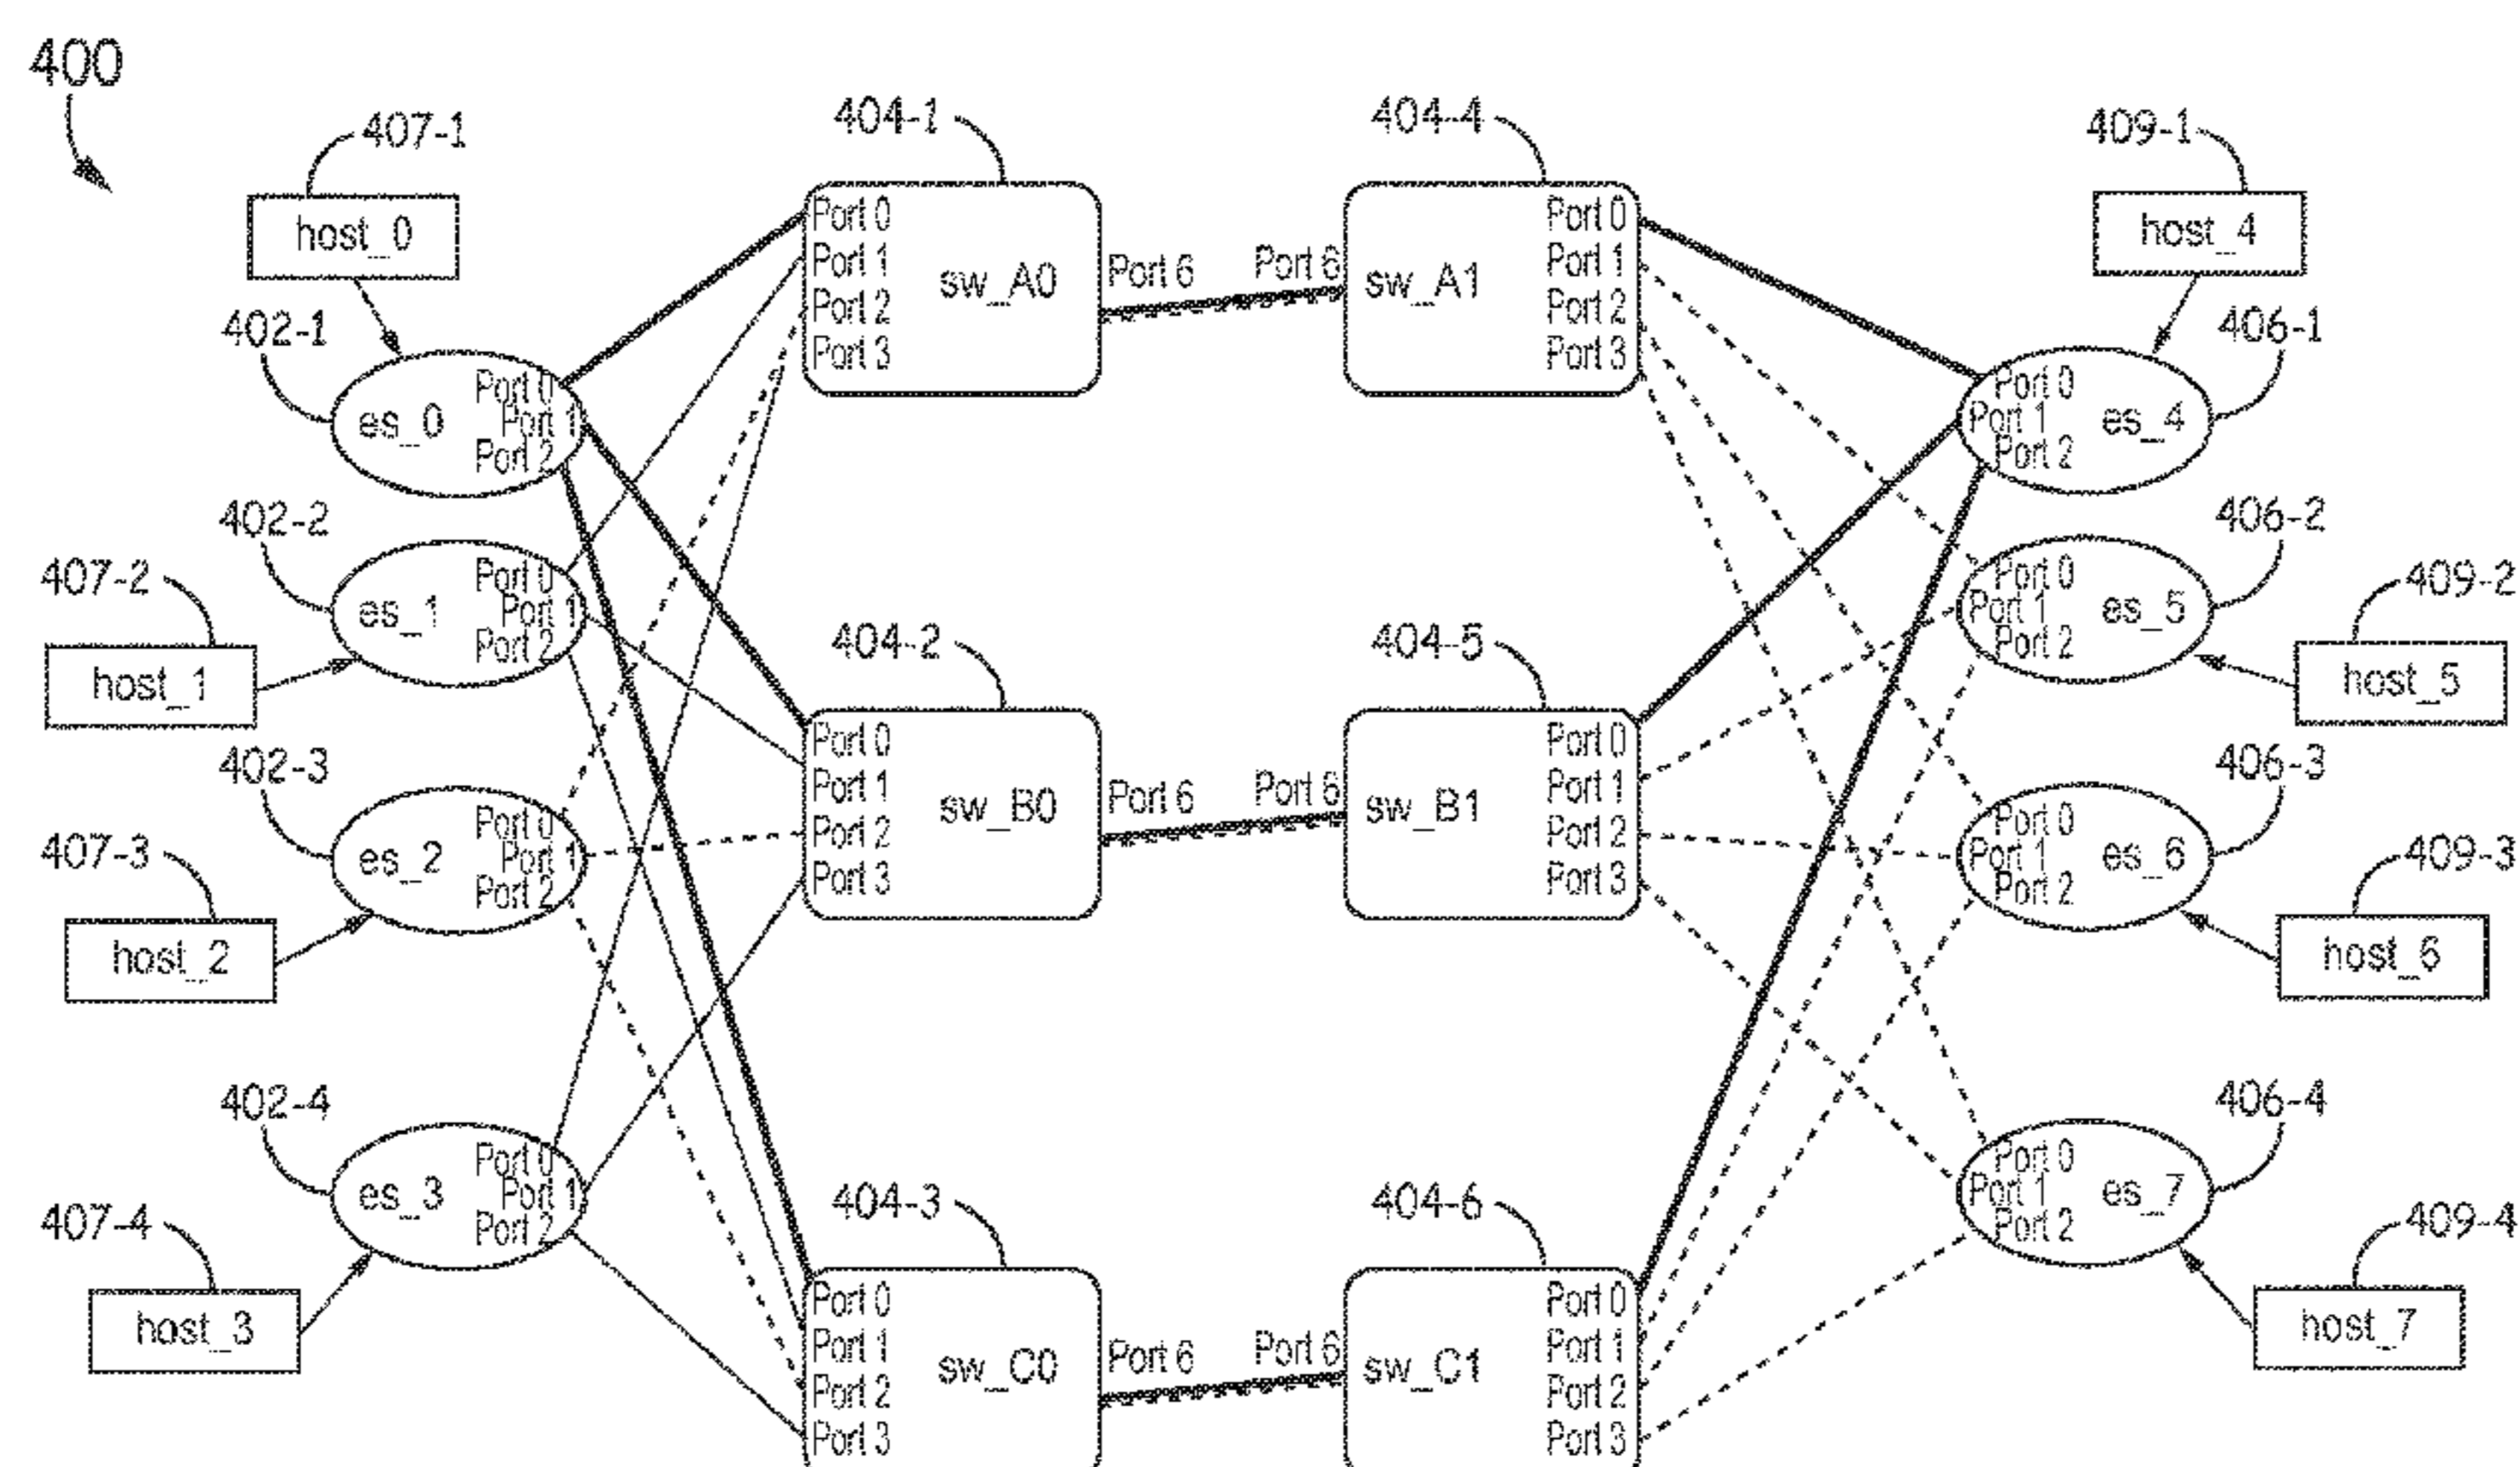 400
407-1
404-1
404-4
409-1
host_0
Port 0
Port 1
Port 2
Port 3
sw_A0
Port 6
Port 6
sw_A1
Port 0
Port 1
Port 2
Port 3
host_4
402-1
406-1
es_0
Port 0
Port 1
Port 2
Port 0
Port 1
Port 2
es_4
402-2
406-2
407-2
409-2
es_1
Port 0
Port 1
Port 2
Port 0
Port 1
Port 2
es_5
host_1
host_5
404-2
404-5
Port 0
Port 1
Port 2
Port 3
sw_B0
Port 6
Port 6
sw_B1
Port 0
Port 1
Port 2
Port 3
402-3
406-3
407-3
409-3
es_2
Port 0
Port 1
Port 2
Port 0
Port 1
Port 2
es_6
host_2
host_6
402-4
406-4
407-4
409-4
es_3
Port 0
Port 1
Port 2
Port 0
Port 1
Port 2
es_7
host_3
host_7
404-3
404-6
Port 0
Port 1
Port 2
Port 3
sw_C0
Port 6
Port 6
sw_C1
Port 0
Port 1
Port 2
Port 3